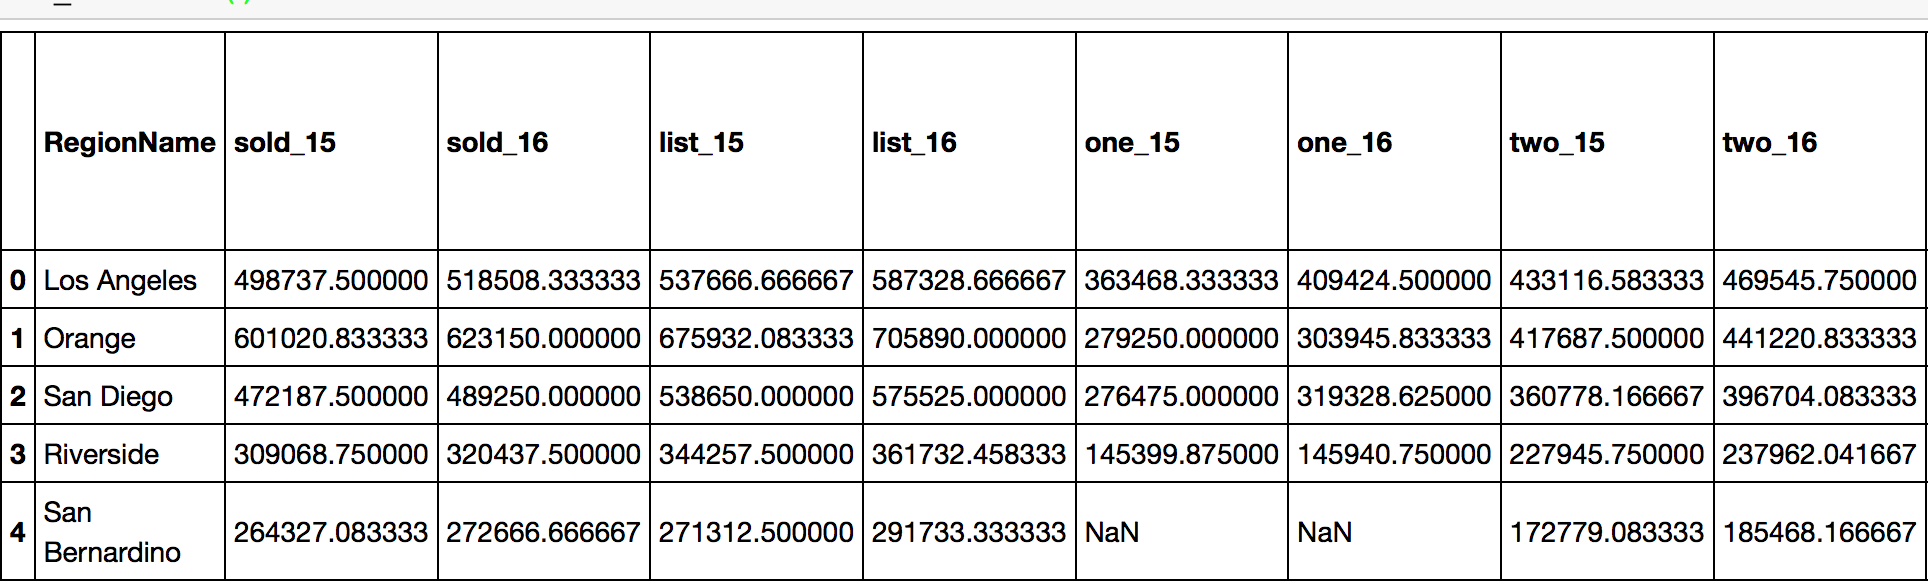 RegionName sold_15 sold_16 list_15 list_16 one_15 one_16 two_15 two_16
0 Los Angeles 498737.500000 518508.333333 537666.666667 587328.666667 363468.333333 409424.500000 433116.583333 469545.750000
1 Orange 601020.833333 623150.000000 675932.083333 705890.000000 279250.000000 303945.833333 417687.500000 441220.833333
2 San Diego 472187.500000 489250.000000 538650.000000 575525.000000 276475.000000 319328.625000 360778.166667 396704.083333
3 Riverside 309068.750000 320437.500000 344257.500000 361732.458333 145399.875000 145940.750000 227945.750000 237962.041667
4 San Bernardino 264327.083333 272666.666667 271312.500000 291733.333333 NaN NaN 172779.083333 185468.166667